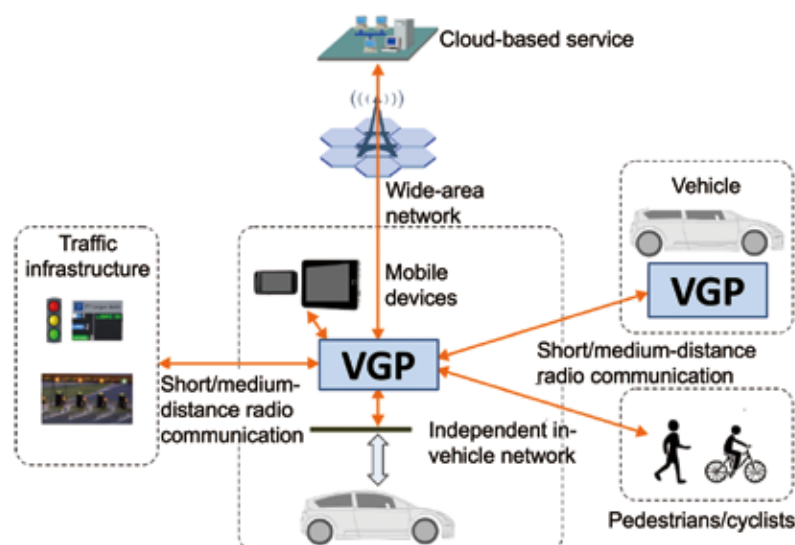 Cloud-based service
Wide-area
network
Vehicle
VGP
Traffic
infrastructure
Mobile
devices
VGP
Short/medium-
distance radio
communication
Short/medium-distance
radio communication
Independent in-
vehicle network
Pedestrians/cyclists